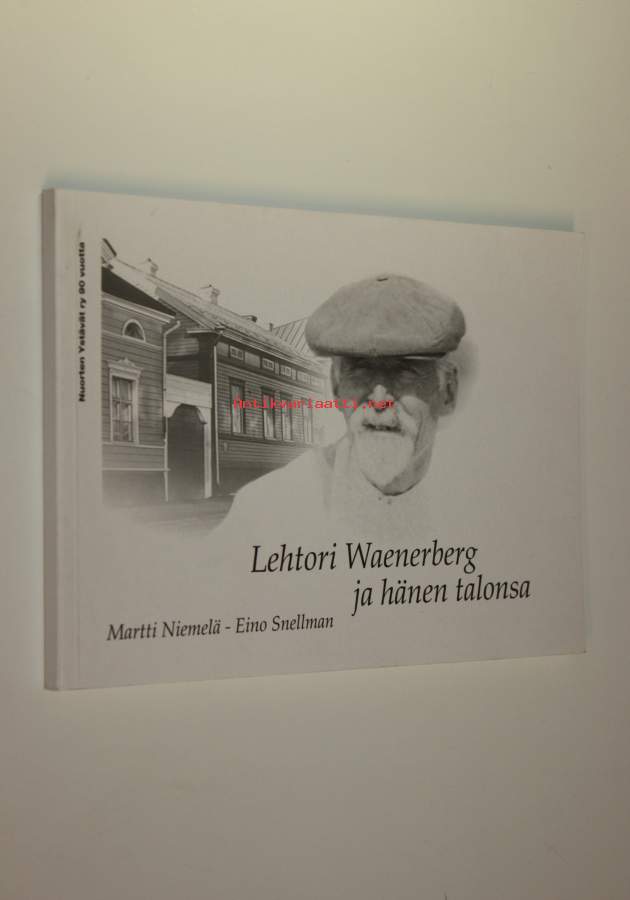 Nuorten Ystävät ry 90 vuotta
Antikvariaatti.net
Lehtori Waenerberg
ja hänen talonsa
Martti Niemelä - Eino Snellman